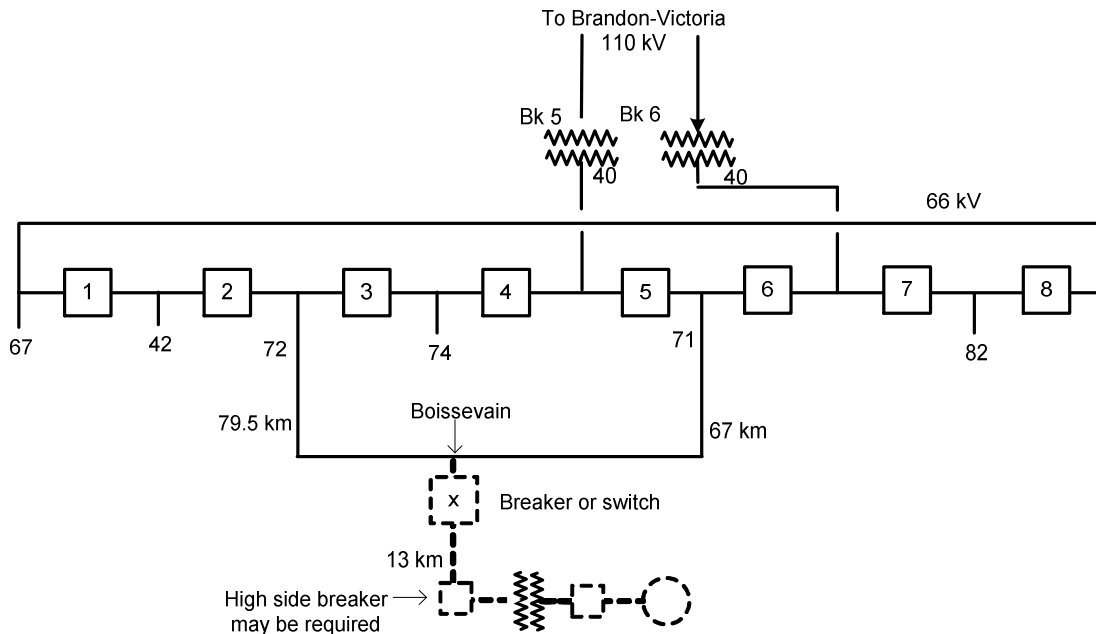 To Brandon-Victoria
110 kV
Bk 5
Bk 6
40
40
66 kV
1
2
3
4
5
6
7
8
67
42
72
74
71
82
79.5 km
Boissevain
67 km
x
Breaker or switch
13 km
High side breaker
may be required